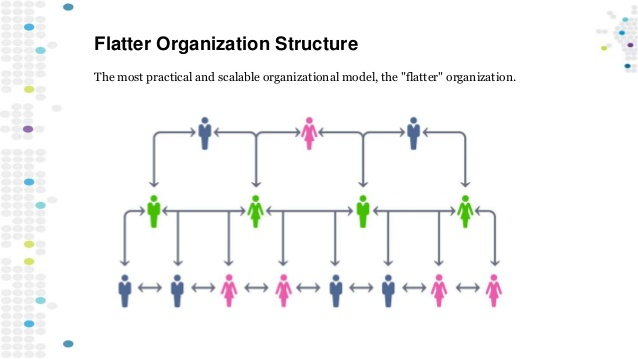 Flatter Organization Structure
The most practical and scalable organizational model, the "flatter" organization.